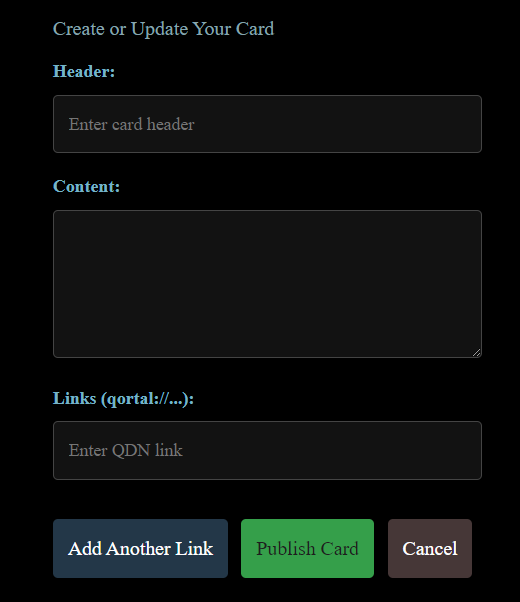 Create or Update Your Card
Header:
Enter card header
Content:
Links (qortal://...):
Enter QDN link
Add Another Link
Publish Card
Cancel